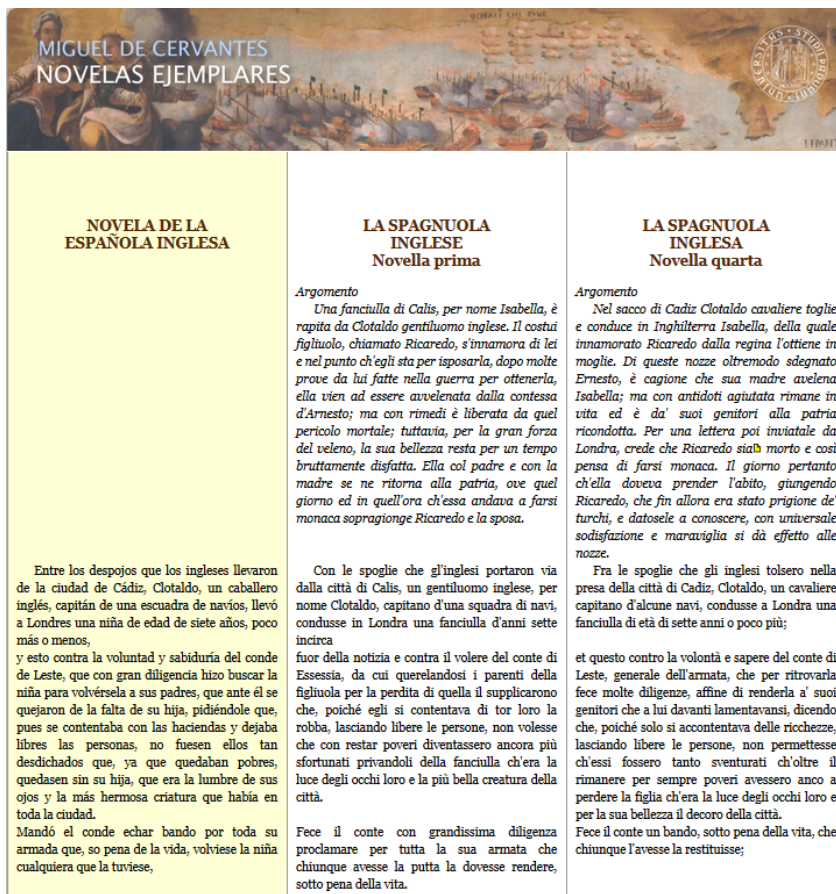 OCHIALI CHE FUGE
MIGUEL DE CERVANTES
NOVELAS EJEMPLARES
NOVELA DE LA
ESPAÑOLA INGLESA
Entre los despojos que los ingleses llevaron
de la ciudad de Cádiz, Clotaldo, un caballero
inglés, capitán de una escuadra de navíos, llevó
a Londres una niña de edad de siete años, poco
más o menos,
y esto contra la voluntad y sabiduría del conde
de Leste, que con gran diligencia hizo buscar la
niña para volvérsela a sus padres, que ante él se
quejaron de la falta de su hija, pidiéndole que,
pues se contentaba con las haciendas y dejaba
libres las personas, no fuesen ellos tan
desdichados que, ya que quedaban pobres,
quedasen sin su hija, que era la lumbre de sus
ojos y la más hermosa criatura que había en
toda la ciudad.
Mandó el conde echar bando por toda su
armada que, so pena de la vida, volviese la niña
cualquiera que la tuviese,
LA SPAGNUOLA
INGLESE
Novella prima
Argomento
Una fanciulla di Calis, per nome Isabella, è
rapita da Clotaldo gentiluomo inglese. Il costui
figliuolo, chiamato Ricaredo, s'innamora di lei
e nel punto ch'egli sta per isposarla, dopo molte
prove da lui fatte nella guerra per ottenerla,
ella vien ad essere avvelenata dalla contessa
d'Arnesto; ma con rimedi è liberata da quel
pericolo mortale; tuttavia, per la gran forza
del veleno, la sua bellezza resta per un tempo
bruttamente disfatta. Ella col padre e con la
madre se ne ritorna alla patria, ove quel
giorno ed in quell'ora ch'essa andava a farsi
monaca sopragionge Ricaredo e la sposa.
Con le spoglie che gl'inglesi portaron via
dalla città di Calis, un gentiluomo inglese, per
nome Clotaldo, capitano d'una squadra di navi,
condusse in Londra una fanciulla d'anni sette
incirca
fuor della notizia e contra il volere del conte di
Essessia, da cui querelandosi i parenti della
figliuola per la perdita di quella il supplicarono
che, poiché egli si contentava di tor loro la
robba, lasciando libere le persone, non volesse
che con restar poveri diventassero ancora più
sfortunati privandoli della fanciulla ch'era la
luce degli occhi loro e la più bella creatura della
città.
Fece il conte con grandissima diligenza
proclamare per tutta la sua armata che
chiunque avesse la putta la dovesse rendere,
sotto pena della vita.
LA SPAGNUOLA
INGLESA
Novella quarta
Argomento
Nel sacco di Cadiz Clotaldo cavaliere toglie
e conduce in Inghilterra Isabella, della quale
innamorato Ricaredo dalla regina l'ottiene in
moglie. Di queste nozze oltremodo sdegnato
Ernesto, è cagione che sua madre avelena
Isabella; ma con antidoti agiutata rimane in
vita ed è da' suoi genitori alla patria
ricondotta. Per una lettera poi inviatale da
Londra, crede che Ricaredo sia morto e così
pensa di farsi monaca. Il giorno pertanto
ch'ella doveva prender l'abito, giungendo
Ricaredo, che fin allora era stato prigione de'
turchi, e datosele a conoscere, con universale
sodisfazione e maraviglia si dà effetto alle
nozze.
Fra le spoglie che gli inglesi tolsero nella
presa della città di Cadiz, Clotaldo, un cavaliere
capitano d'alcune navi, condusse a Londra una
fanciulla di età di sette anni o poco più;
et questo contro la volontà e sapere del conte di
Leste, generale dell'armata, che per ritrovarla
fece molte diligenze, affine di renderla a' suoi
genitori che a lui davanti lamentavansi, dicendo
che, poiché solo si accontentava delle ricchezze,
lasciando libere le persone, non permettesse
ch'essi fossero tanto sventurati ch'oltre il
rimanere per sempre poveri avessero anco a
perdere la figlia ch'era la luce degli occhi loro e
per la sua bellezza il decoro della città.
Fece il conte un bando, sotto pena della vita, che
chiunque l'avesse la restituisse;